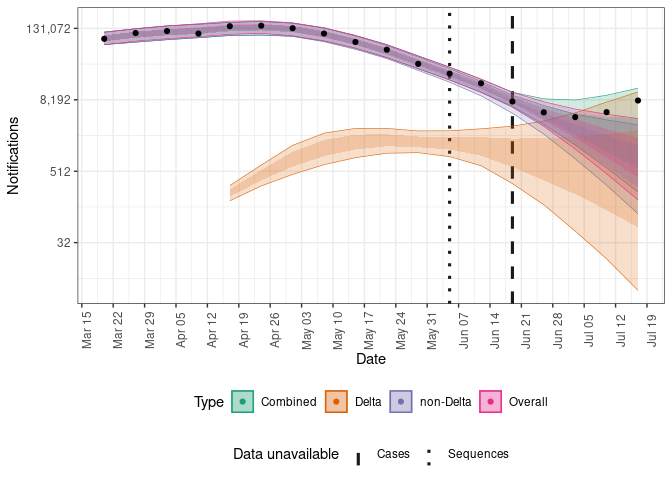 131,072
8,192
512
32
Notifications
Mar 15
Mar 22
Mar 29
Apr 05
Apr 12
Apr 19
Apr 26
May 03
May 10
May 17
May 24
May 31
Jun 07
Jun 14
Jun 21
Jun 28
Jul 05
Jul 12
Jul 19
Date
Type Combined Delta non-Delta Overall
Data unavailable Cases Sequences